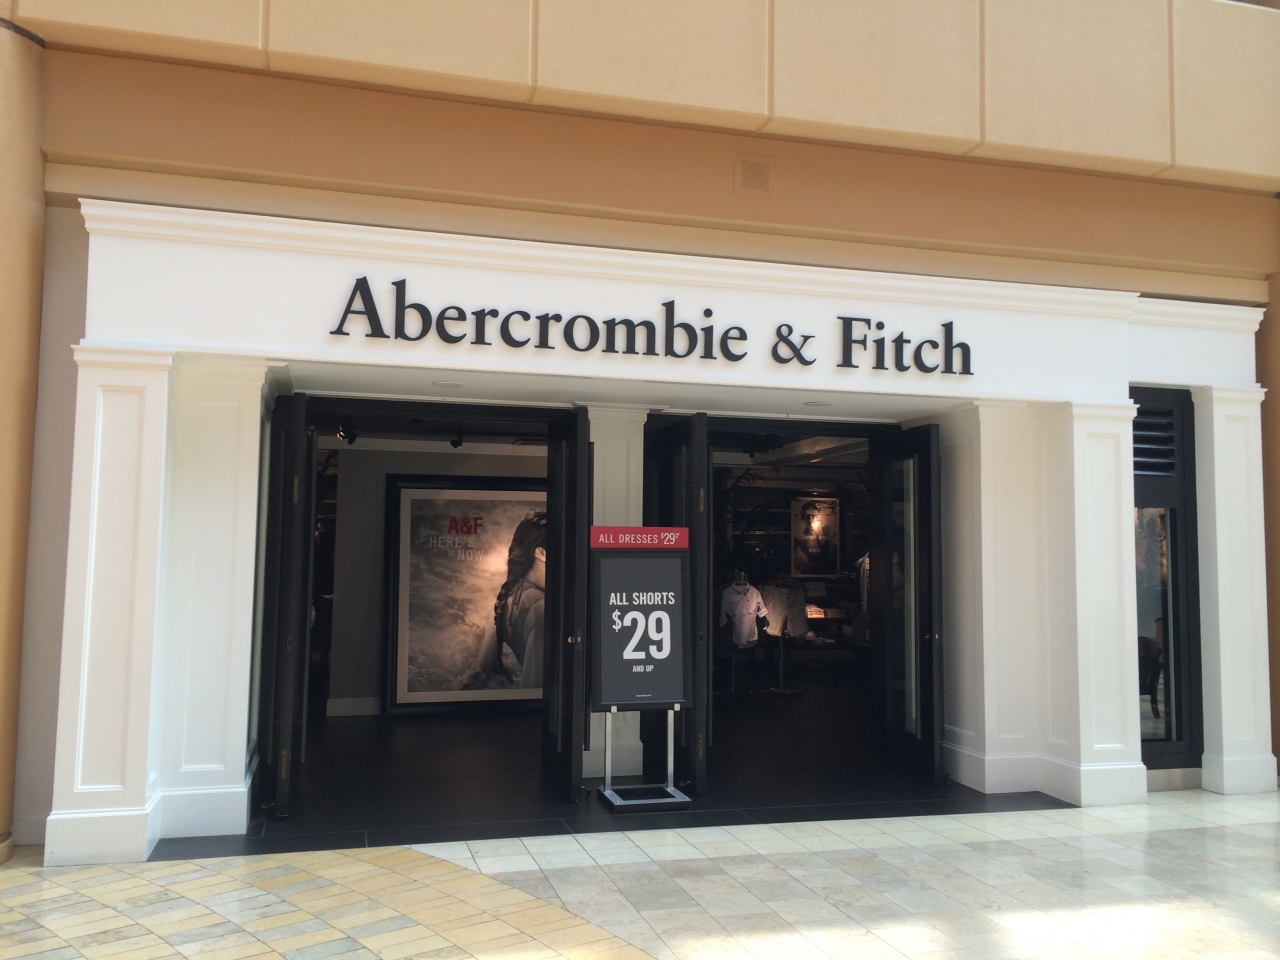 Abercrombie & Fitch
A&F
HERE'S
NOW
ALL DRESSES $29
ALL SHORTS
$29
AND UP